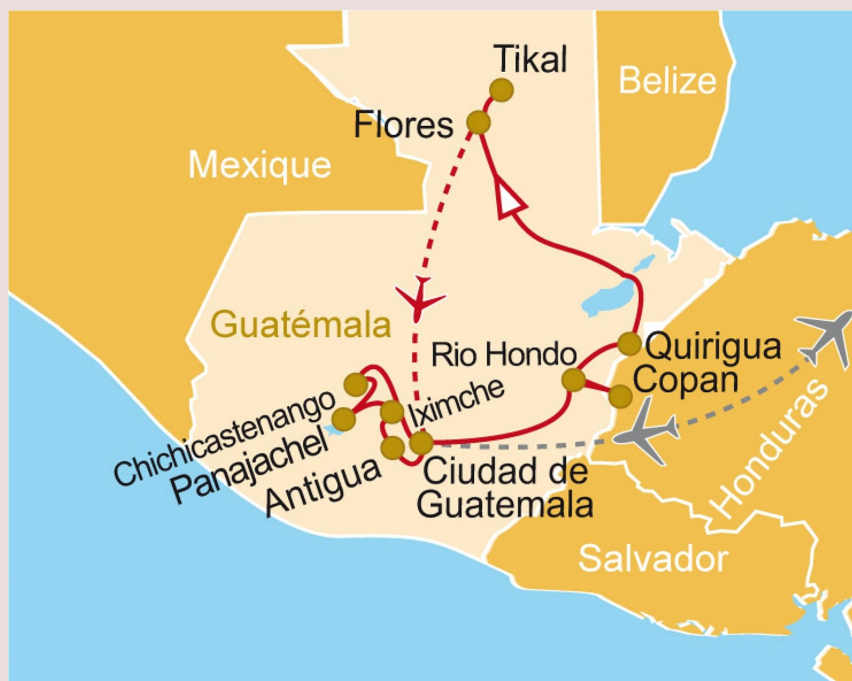 Tikal
Belize
Flores
Mexique
Guatémala
Rio Hondo
Quirigua
Copan
Iximche
Chichicastenango
Panajachel
Antigua
Ciudad de
Guatemala
Honduras
Salvador